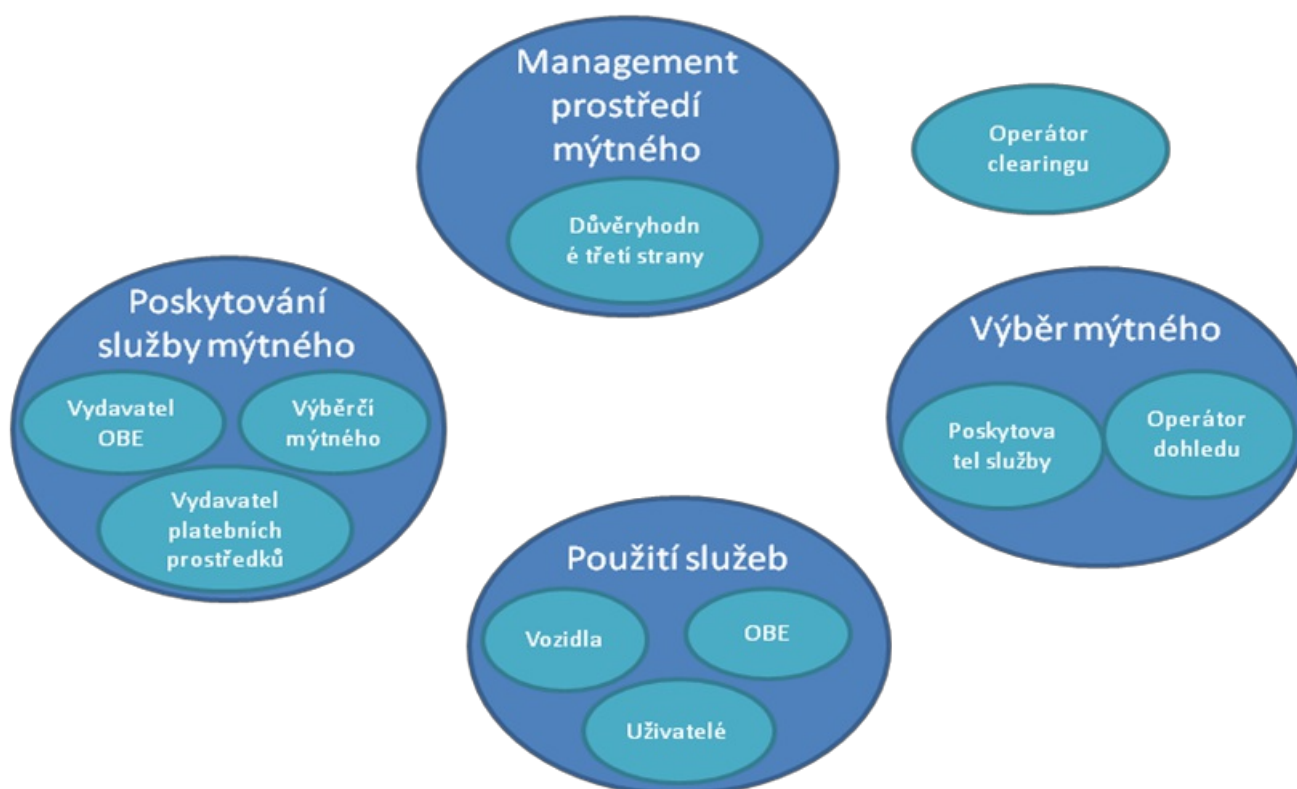 Management
prostředí
mýtného
Důvěryhodn
é třetí strany
Operátor
clearingu
Poskytování
služby mýtného
Vydavatel
OBE
Výběrčí
mýtného
Vydavatel
platebních
prostředků
Výběr mýtného
Poskytova
tel služby
Operátor
dohledu
Použití služeb
Vozidla
OBE
Uživatelé